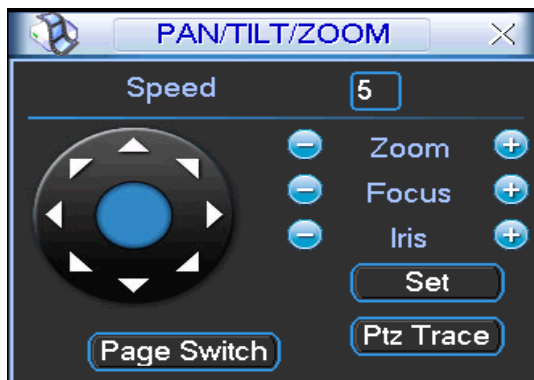 PAN/TILT/ZOOM
Speed 5
Zoom
Focus
Iris
Set
Ptz Trace
Page Switch